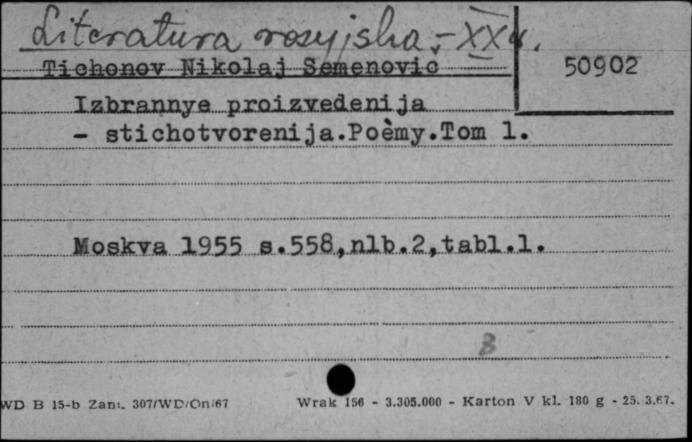 Literatura rosyjska - XX w.
Tichonov Nikolaj Semenovic
50902
Izbrannye proizvedenija
- stichotvorenija.Poèmy.Tom 1.
Moskva 1955 s.558,nlb.2,tabl.1.
B
WD B 15-b Zam. 307/WD/On/67 Wrak 156 - 3.305.000 - Karton V kl. 180 g - 25.3.67.